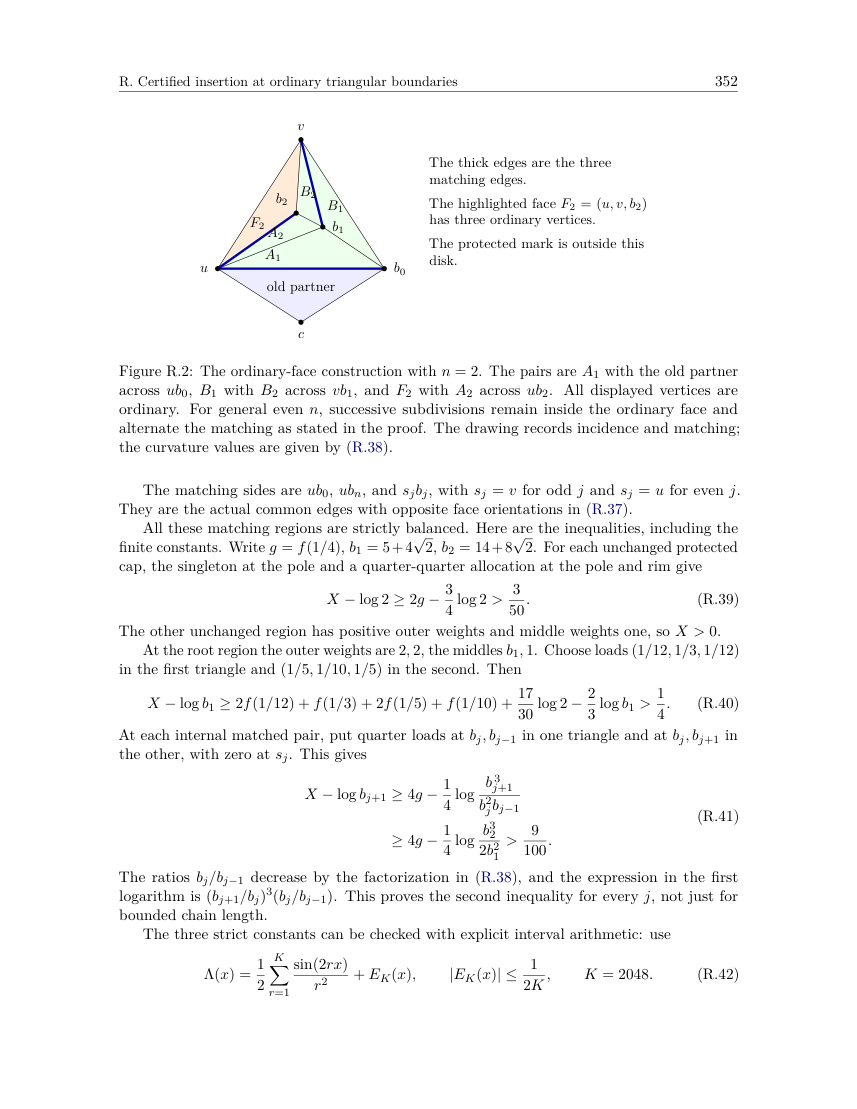 R. Certified insertion at ordinary triangular boundaries 352
v
The thick edges are the three
matching edges.
The highlighted face F₂ = (u, v, b₂)
has three ordinary vertices.
The protected mark is outside this
disk.
b₂
B₂
B₁
F₂
A₂
b₁
A₁
u
b₀
old partner
c
Figure R.2: The ordinary-face construction with n = 2. The pairs are A₁ with the old partner
across ub₀, B₁ with B₂ across vb₁, and F₂ with A₂ across ub₂. All displayed vertices are
ordinary. For general even n, successive subdivisions remain inside the ordinary face and
alternate the matching as stated in the proof. The drawing records incidence and matching;
the curvature values are given by (R.38).
The matching sides are ub₀, ubₙ, and sⱼbⱼ, with sⱼ = v for odd j and sⱼ = u for even j.
They are the actual common edges with opposite face orientations in (R.37).
All these matching regions are strictly balanced. Here are the inequalities, including the
finite constants. Write g = f(1/4), b₁ = 5+4√2, b₂ = 14+8√2. For each unchanged protected
cap, the singleton at the pole and a quarter-quarter allocation at the pole and rim give
X − log 2 ≥ 2g − 3/4 log 2 > 3/50. (R.39)
The other unchanged region has positive outer weights and middle weights one, so X > 0.
At the root region the outer weights are 2, 2, the middles b₁, 1. Choose loads (1/12, 1/3, 1/12)
in the first triangle and (1/5, 1/10, 1/5) in the second. Then
X − log b₁ ≥ 2f(1/12) + f(1/3) + 2f(1/5) + f(1/10) + 17/30 log 2 − 2/3 log b₁ > 1/4. (R.40)
At each internal matched pair, put quarter loads at bⱼ, bⱼ₋₁ in one triangle and at bⱼ, bⱼ₊₁ in
the other, with zero at sⱼ. This gives
X − log bⱼ₊₁ ≥ 4g − 1/4 log bⱼ₊₁³/(bⱼ²bⱼ₋₁)
≥ 4g − 1/4 log b₂³/(2b₁²) > 9/100. (R.41)
The ratios bⱼ/bⱼ₋₁ decrease by the factorization in (R.38), and the expression in the first
logarithm is (bⱼ₊₁/bⱼ)³(bⱼ/bⱼ₋₁). This proves the second inequality for every j, not just for
bounded chain length.
The three strict constants can be checked with explicit interval arithmetic: use
Λ(x) = 1/2 ∑_{r=1}^{K} sin(2rx)/r² + E_K(x), |E_K(x)| ≤ 1/(2K), K = 2048. (R.42)